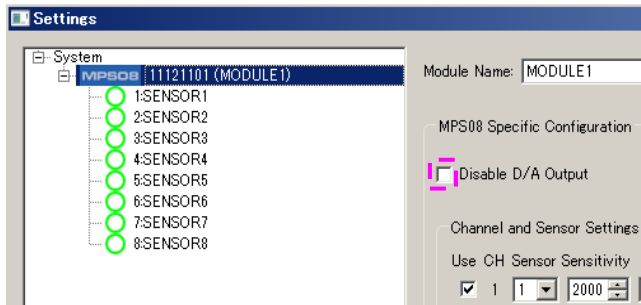 Settings
System
MPS08 11121101 (MODULE1)
1:SENSOR1
2:SENSOR2
3:SENSOR3
4:SENSOR4
5:SENSOR5
6:SENSOR6
7:SENSOR7
8:SENSOR8
Module Name: MODULE1
MPS08 Specific Configuration
Disable D/A Output
Channel and Sensor Settings
Use CH Sensor Sensitivity
1 1 2000